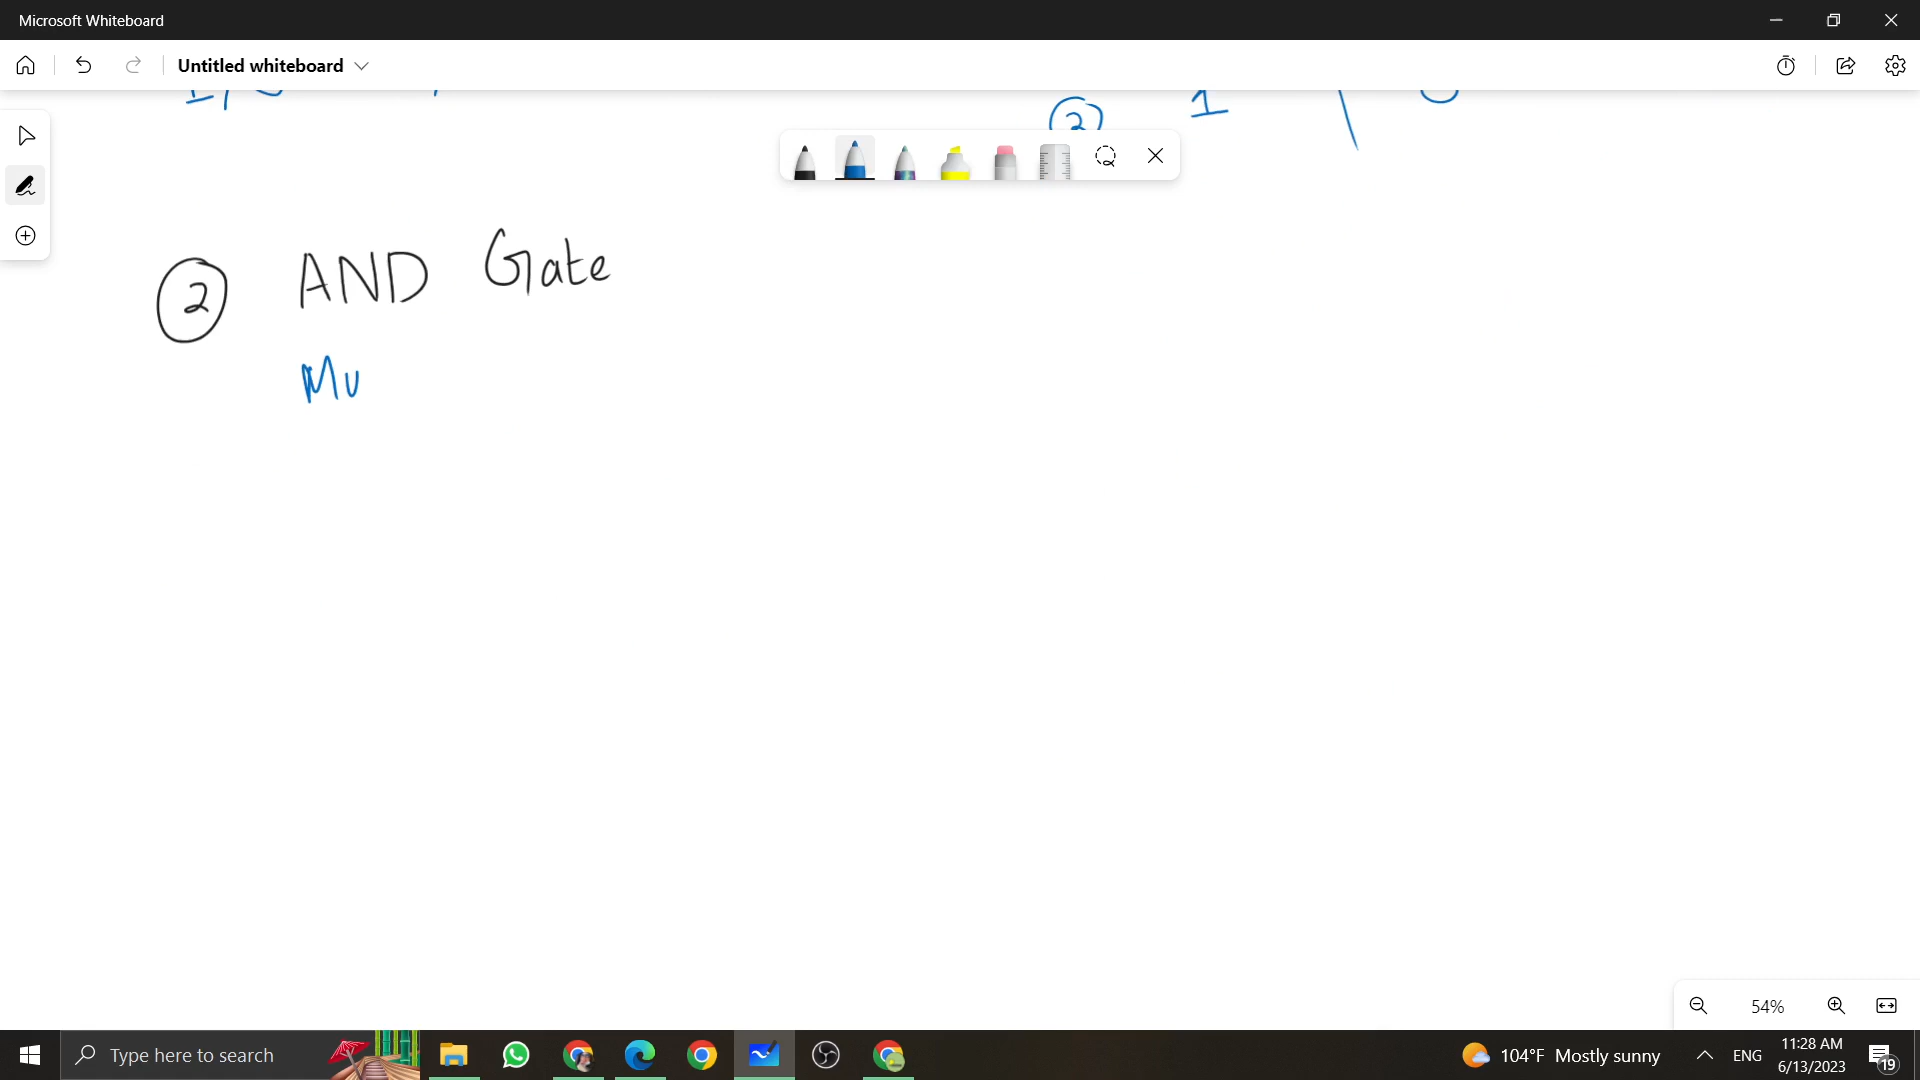 Microsoft Whiteboard
Untitled whiteboard
2 AND Gate
Mu
54%
Type here to search
104°F Mostly sunny
ENG
11:28 AM
6/13/2023
19